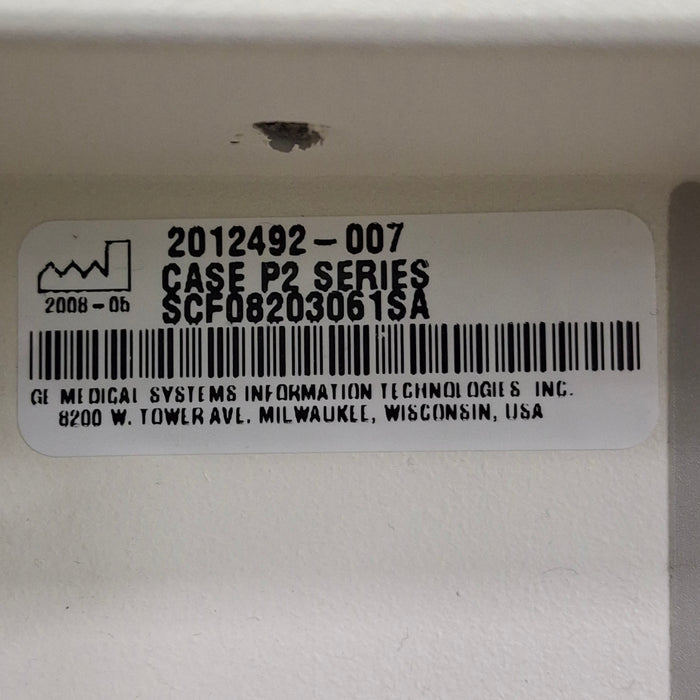 2012492-007
CASE P2 SERIES
2008-05
SCF08203061SA
GE MEDICAL SYSTEMS INFORMATION TECHNOLOGIES INC.
8200 W. TOWER AVE. MILWAUKEE, WISCONSIN, USA